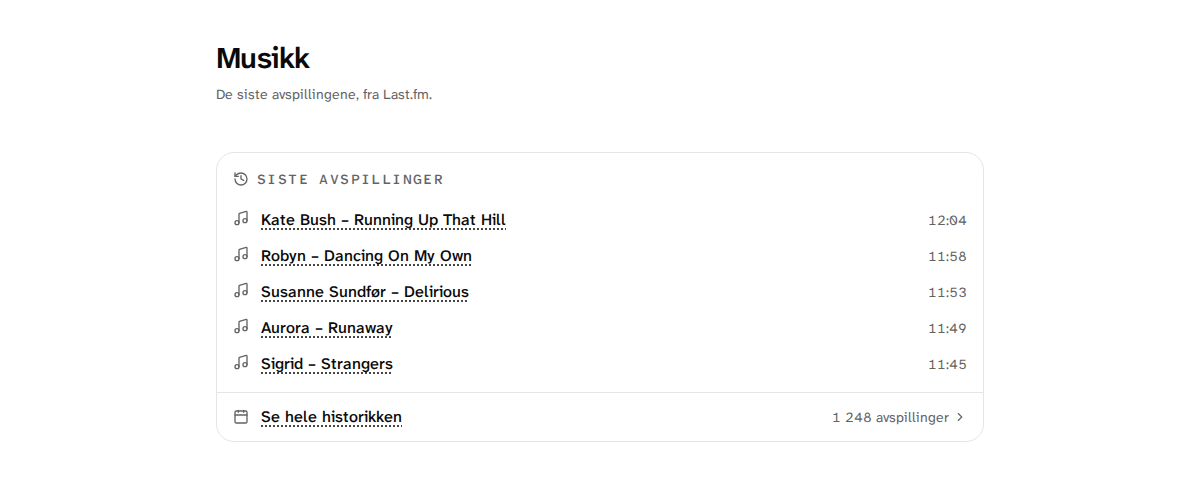 Musikk
De siste avspillingene, fra Last.fm.
SISTE AVSPILLINGER
Kate Bush – Running Up That Hill 12:04
Robyn – Dancing On My Own 11:58
Susanne Sundfør – Delirious 11:53
Aurora – Runaway 11:49
Sigrid – Strangers 11:45
Se hele historikken 1 248 avspillinger